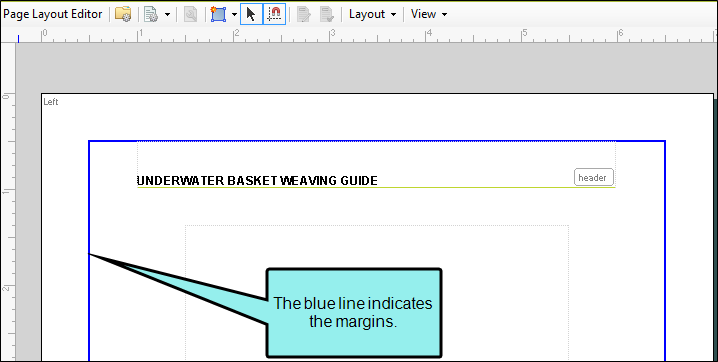 Page Layout Editor Layout View
0 1 2 3 4 5 6 7
0
Left
UNDERWATER BASKET WEAVING GUIDE header
1
2
The blue line indicates
the margins.